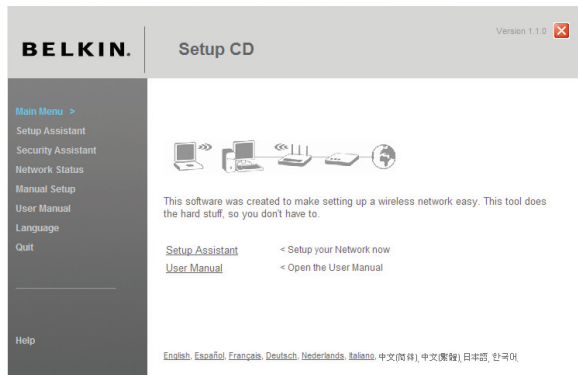 BELKIN.
Setup CD
Version 1.1.0
Main Menu >
Setup Assistant
Security Assistant
Network Status
Manual Setup
User Manual
Language
Quit
Help
This software was created to make setting up a wireless network easy. This tool does
the hard stuff, so you don't have to.
Setup Assistant < Setup your Network now
User Manual < Open the User Manual
English, Español, Français, Deutsch, Nederlands, Italiano, 中文(简体), 中文(繁體), 日本語, 한국어,